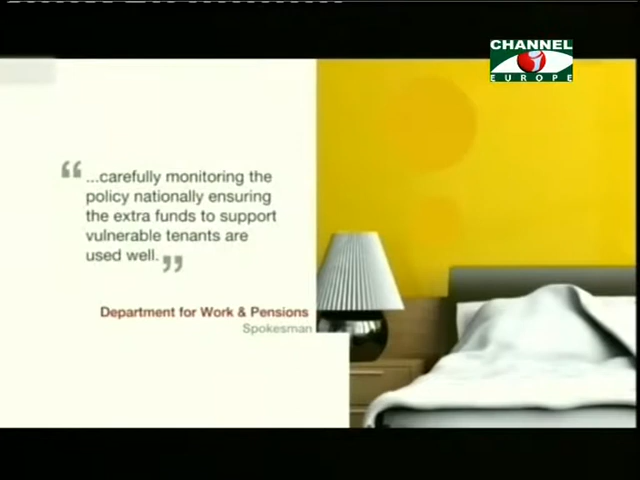 CHANNEL
i
EUROPE
“ ...carefully monitoring the
policy nationally ensuring
the extra funds to support
vulnerable tenants are
used well. ”
Department for Work & Pensions
Spokesman